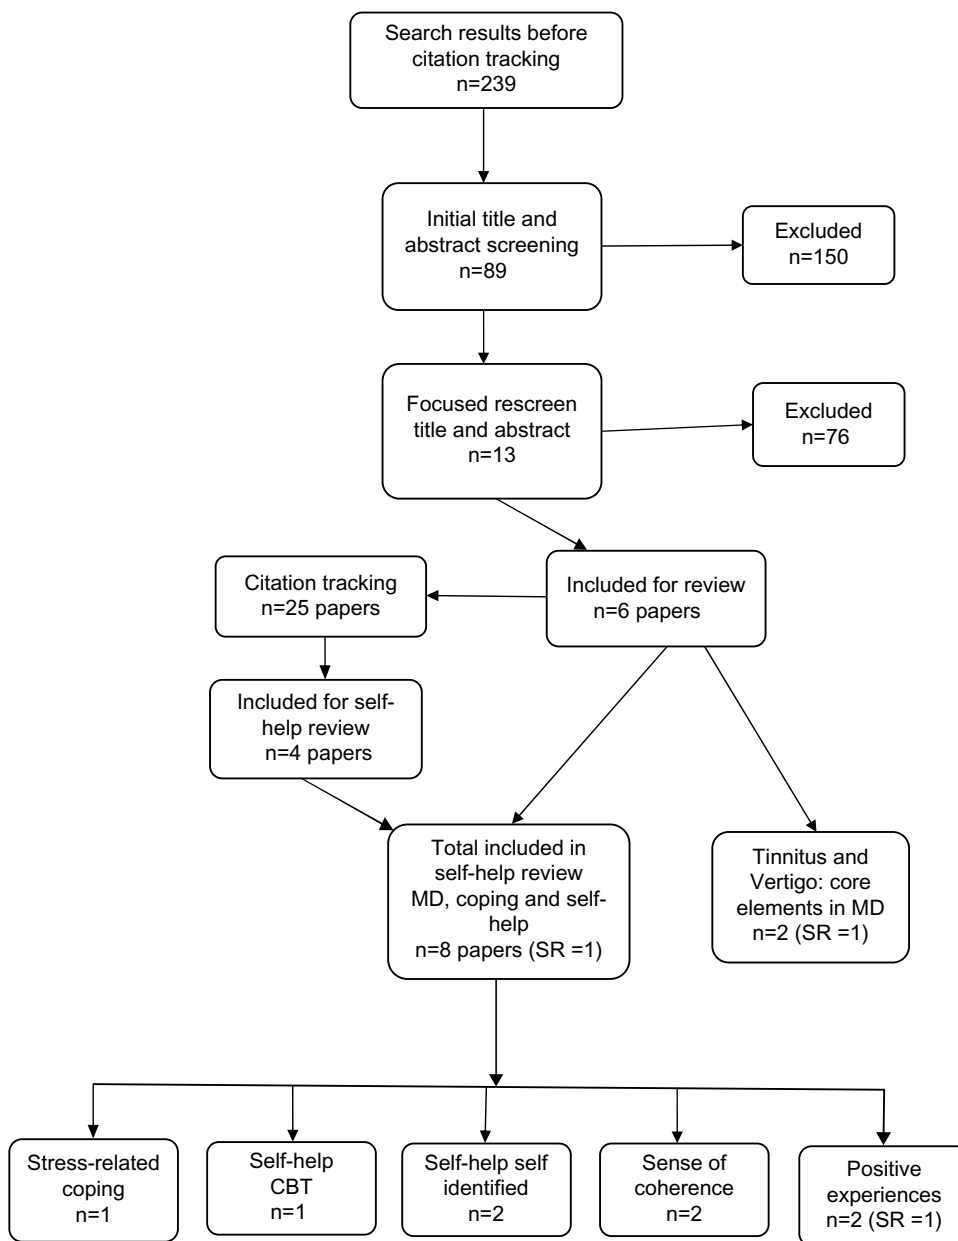 Search results before
citation tracking
n=239
Initial title and
abstract screening
n=89
Excluded
n=150
Focused rescreen
title and abstract
n=13
Excluded
n=76
Citation tracking
n=25 papers
Included for review
n=6 papers
Included for self-
help review
n=4 papers
Total included in
self-help review
MD, coping and self-
help
n=8 papers (SR =1)
Tinnitus and
Vertigo: core
elements in MD
n=2 (SR =1)
Stress-related
coping
n=1
Self-help
CBT
n=1
Self-help self
identified
n=2
Sense of
coherence
n=2
Positive
experiences
n=2 (SR =1)